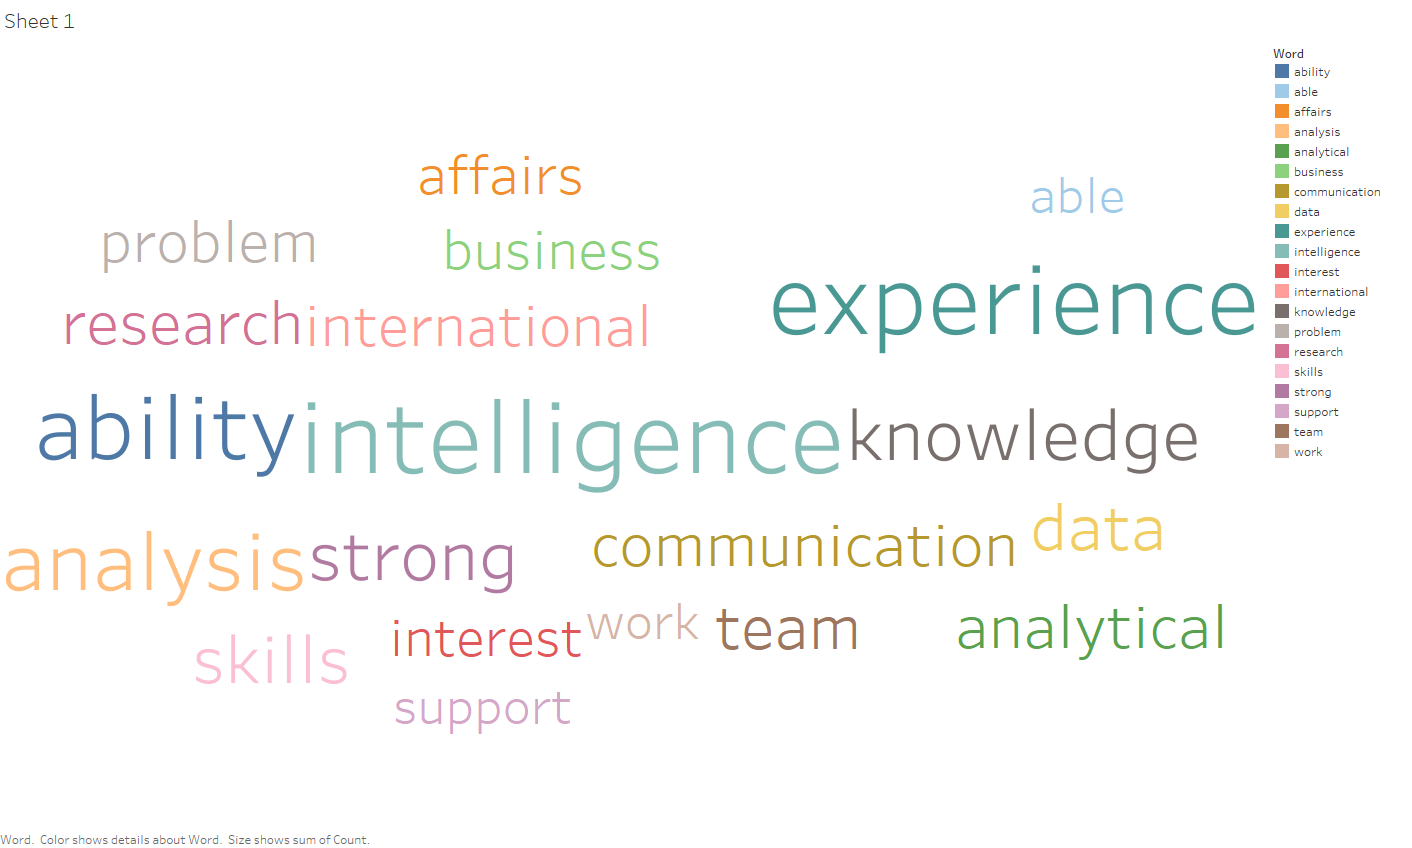 Sheet 1
affairs
able
problem
business
experience
research
international
ability
intelligence
knowledge
analysis
strong
communication
data
skills
interest
work
team
analytical
support
Word
ability
able
affairs
analysis
analytical
business
communication
data
experience
intelligence
interest
international
knowledge
problem
research
skills
strong
support
team
work
Word.  Color shows details about Word.  Size shows sum of Count.